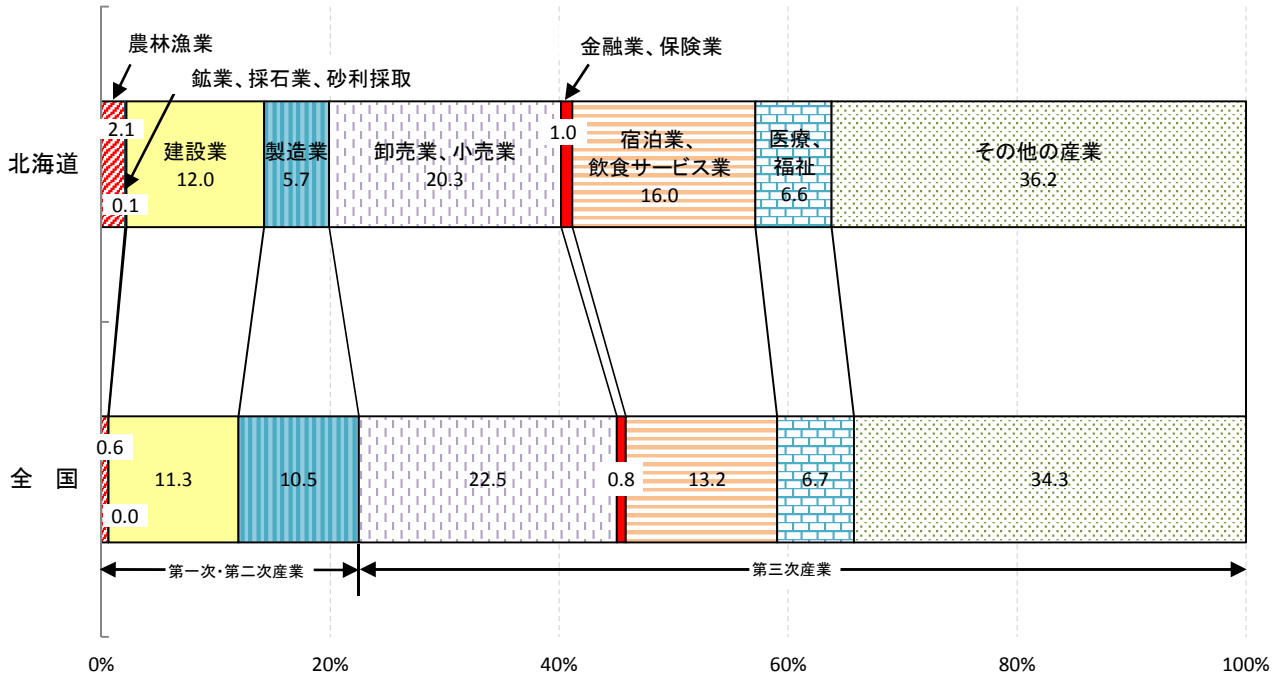 農林漁業
金融業、保険業
鉱業、採石業、砂利採取
北海道
2.1
0.1
建設業
12.0
製造業
5.7
卸売業、小売業
20.3
1.0
宿泊業、
飲食サービス業
16.0
医療、
福祉
6.6
その他の産業
36.2
全 国
0.6
0.0
11.3
10.5
22.5
0.8
13.2
6.7
34.3
第一次・第二次産業
第三次産業
0%
20%
40%
60%
80%
100%